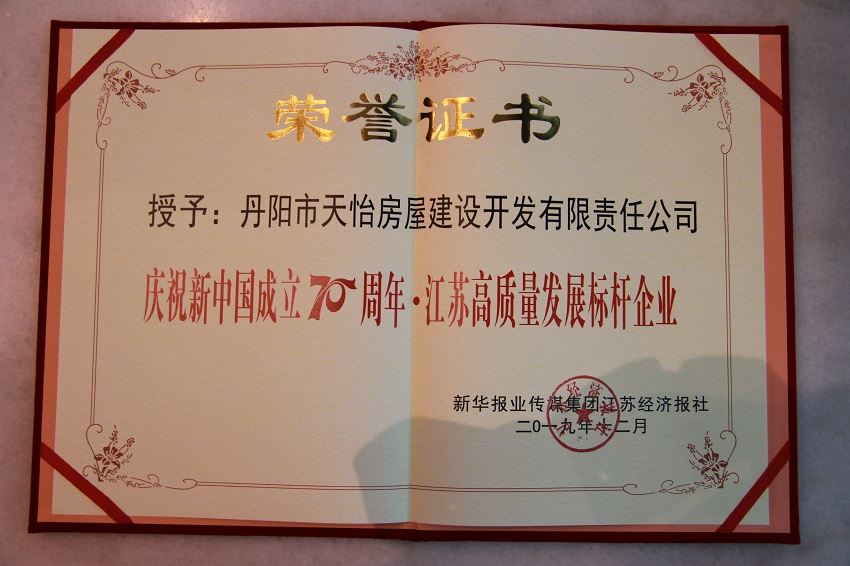 荣誉证书
授予：丹阳市天怡房屋建设开发有限责任公司
庆祝新中国成立70周年·江苏高质量发展标杆企业
新华报业传媒集团江苏经济报社
二0一九年十二月